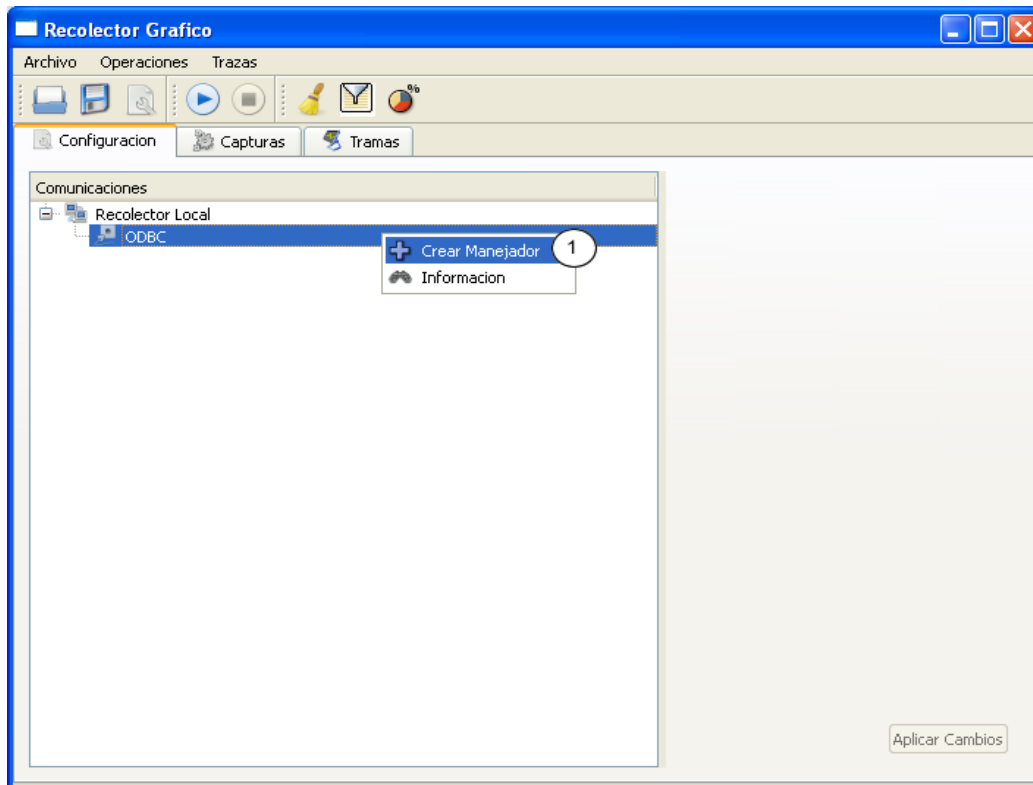 Recolector Grafico
Archivo Operaciones Trazas
%
Configuracion Capturas Tramas
Comunicaciones
Recolector Local
ODBC
Crear Manejador 1
Informacion
Aplicar Cambios